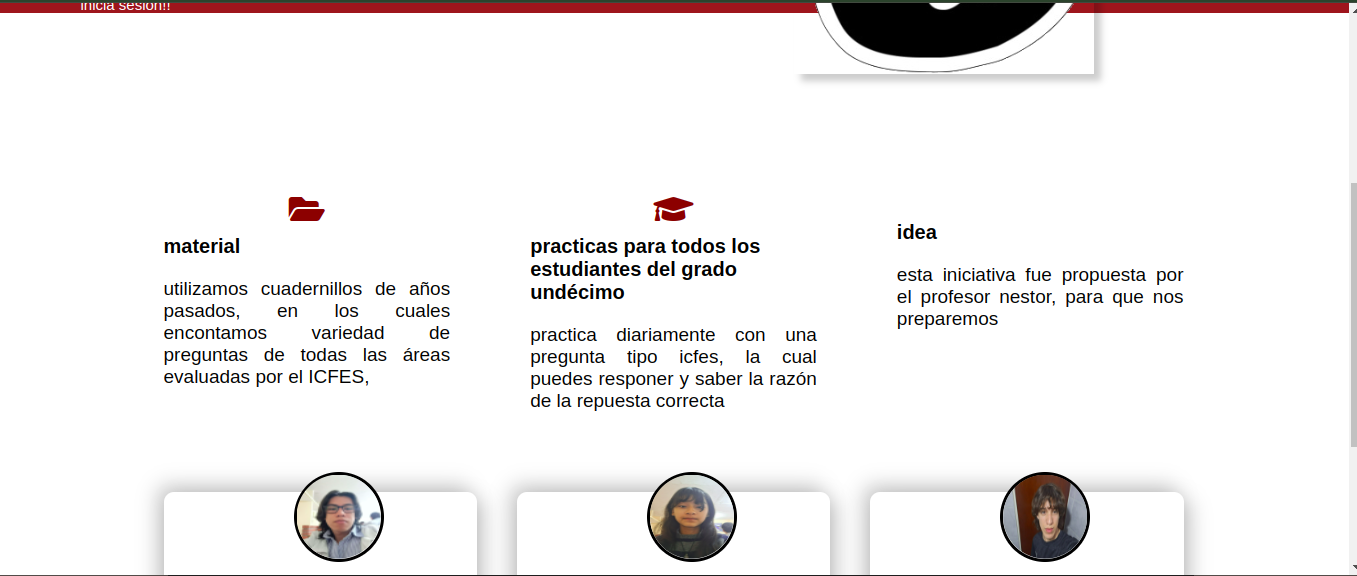 inicia sesion!!
material
utilizamos cuadernillos de años
pasados, en los cuales
encontamos variedad de
preguntas de todas las áreas
evaluadas por el ICFES,
practicas para todos los
estudiantes del grado
undécimo
practica diariamente con una
pregunta tipo icfes, la cual
puedes responer y saber la razón
de la repuesta correcta
idea
esta iniciativa fue propuesta por
el profesor nestor, para que nos
preparemos